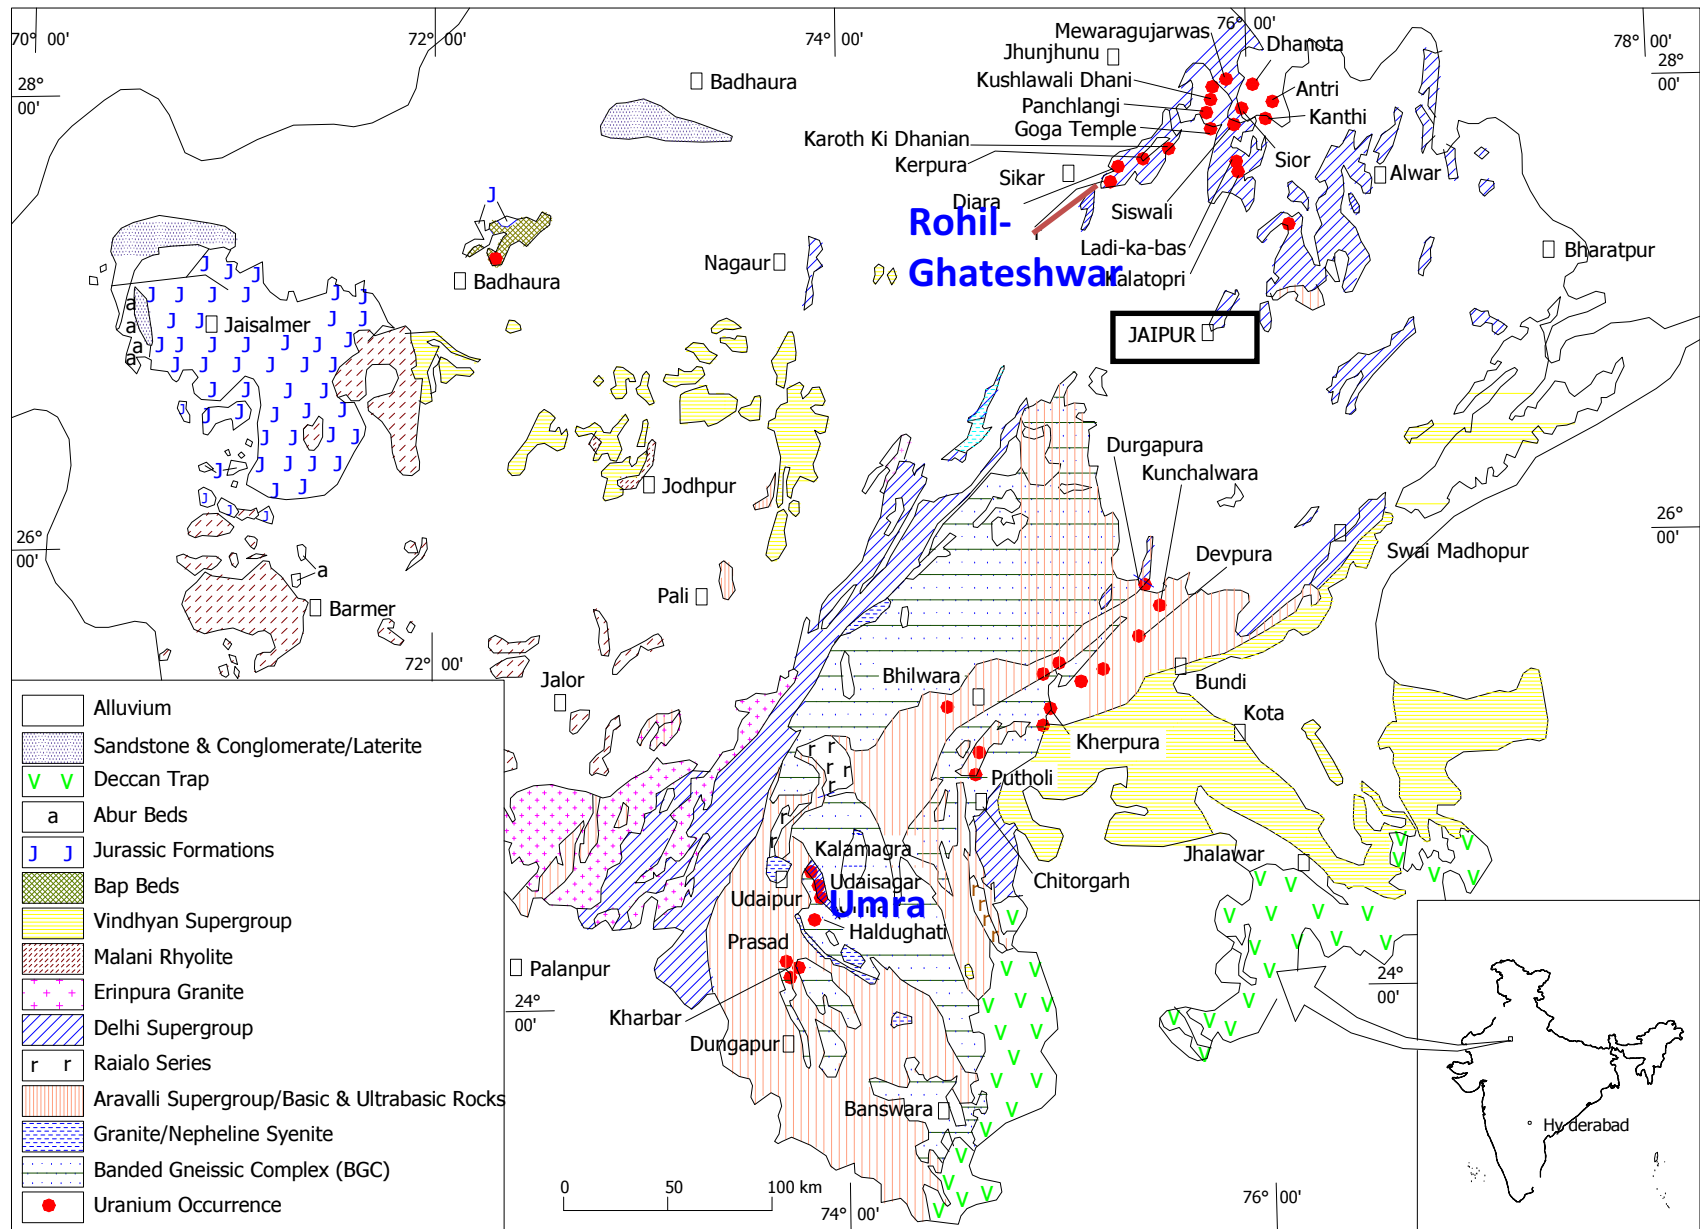 70° 00'
72° 00'
74° 00'
76° 00'
78° 00'
Mewaragujarwas
Dhanota
Jhunjhunu
28°
00'
Badhaura
Kushlawali Dhani
Antri
28°
00'
Panchlangi
Kanthi
Goga Temple
Karoth Ki Dhanian
Kerpura
Sior
Sikar
Alwar
J
Diara
Siswali
Rohil-
Ladi-ka-bas
Bharatpur
Nagaur
Ghateshwar
Kalatopri
Badhaura
J J J
J J J J J J
a
a J J Jaisalmer J J
JAIPUR
a J J J J J J J
a J J J J J J
J J J J
J J J J J J
J J J J
J J J J J
Durgapura
Kunchalwara
Jodhpur
J J
J J J
26°
00'
26°
00'
Swai Madhopur
Devpura
a
Barmer
Pali
72° 00'
Jalor
Bhilwara
Bundi
Kota
Kherpura
r r
r r
r
Putholi
r
r
Kalamagra
Jhalawar
Udaisagar
Chitorgarh
Udaipur
Umra
r
r
r
Haldughati
Prasad
Palanpur
24°
00'
24°
00'
Kharbar
Dungapur
Banswara
V V
V
V V
V V
V V V
V V V
V
V
V V
V
V
V V
V V V
V V
V V
V V
V V
V
V
V V V
V
Alluvium
Sandstone & Conglomerate/Laterite
V V Deccan Trap
a Abur Beds
J J Jurassic Formations
Bap Beds
Vindhyan Supergroup
Malani Rhyolite
Erinpura Granite
Delhi Supergroup
r r Raialo Series
Aravalli Supergroup/Basic & Ultrabasic Rocks
Granite/Nepheline Syenite
Banded Gneissic Complex (BGC)
Uranium Occurrence
0 50 100 km
74° 00'
76° 00'
Hy derabad